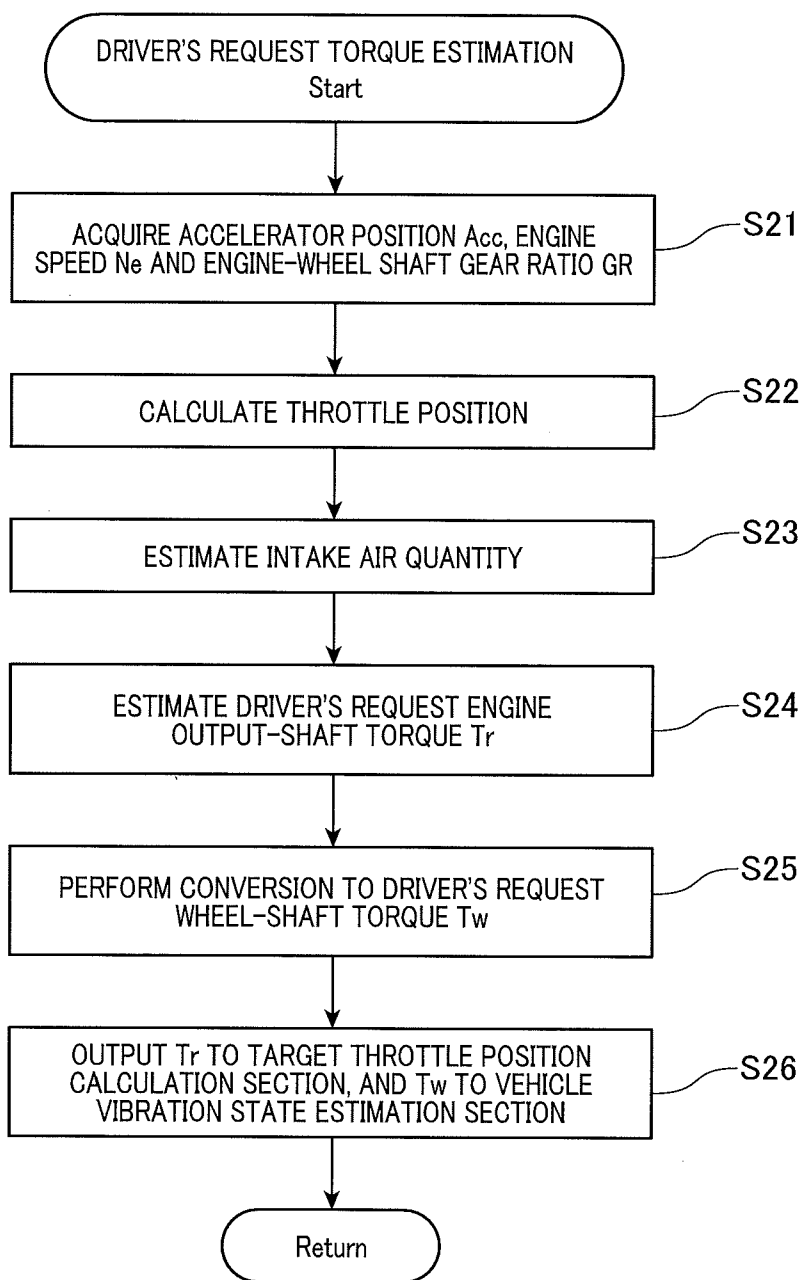 DRIVER'S REQUEST TORQUE ESTIMATION
Start
ACQUIRE ACCELERATOR POSITION Acc, ENGINE
SPEED Ne AND ENGINE-WHEEL SHAFT GEAR RATIO GR
S21
CALCULATE THROTTLE POSITION
S22
ESTIMATE INTAKE AIR QUANTITY
S23
ESTIMATE DRIVER'S REQUEST ENGINE
OUTPUT-SHAFT TORQUE Tr
S24
PERFORM CONVERSION TO DRIVER'S REQUEST
WHEEL-SHAFT TORQUE Tw
S25
OUTPUT Tr TO TARGET THROTTLE POSITION
CALCULATION SECTION, AND Tw TO VEHICLE
VIBRATION STATE ESTIMATION SECTION
S26
Return